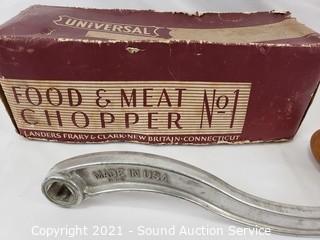 UNIVERSAL
FOOD & MEAT
CHOPPER No1
LANDERS FRARY & CLARK · NEW BRITAIN · CONNECTICUT
MADE IN USA
Copyright 2021 - Sound Auction Service